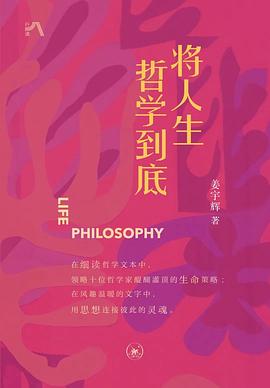 将人生
哲学到底
姜宇辉 著
LIFE
PHILOSOPHY
在细读哲学文本中，
领略十位哲学家醍醐灌顶的生命策略；
在风趣温暖的文字中，
用思想连接彼此的灵魂。